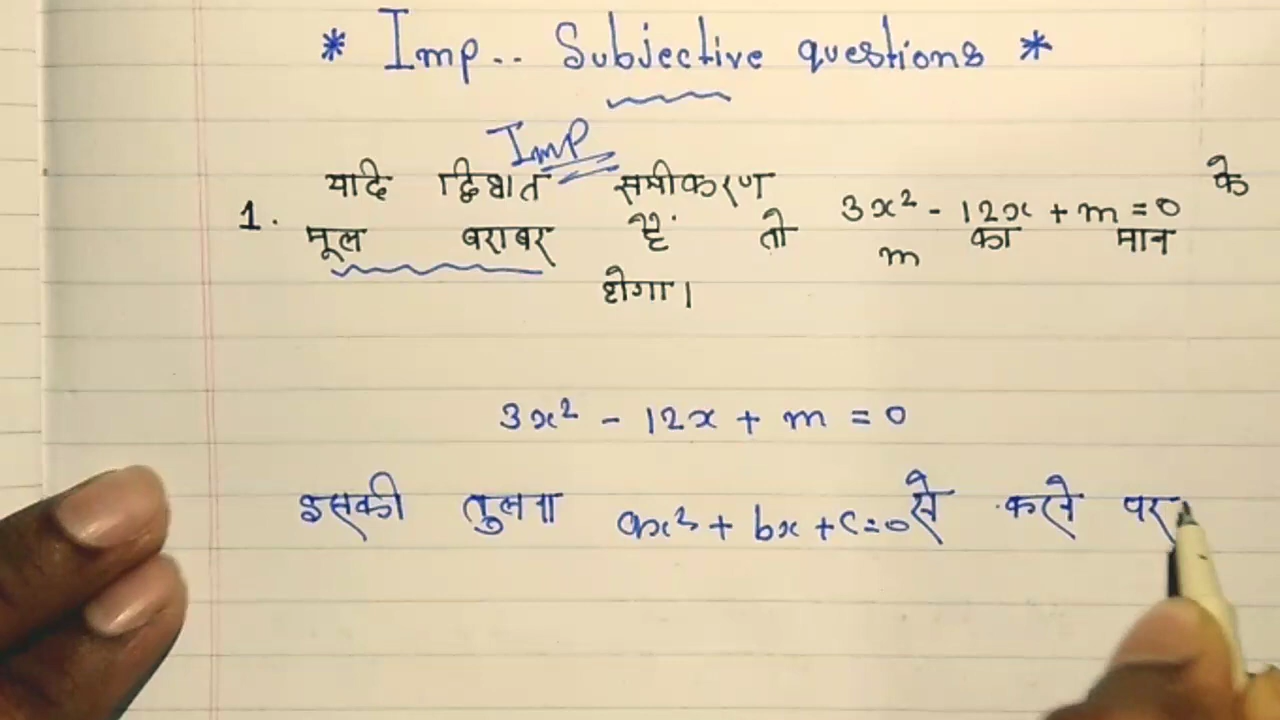 * Imp.. Subjective questions *
Imp
1. यादि द्विघात समीकरण 3x² - 12x + m = 0 के
मूल बराबर हैं तो m का मान
होगा।
3x² - 12x + m = 0
इसकी तुलना ax² + bx + c = 0 से करने पर